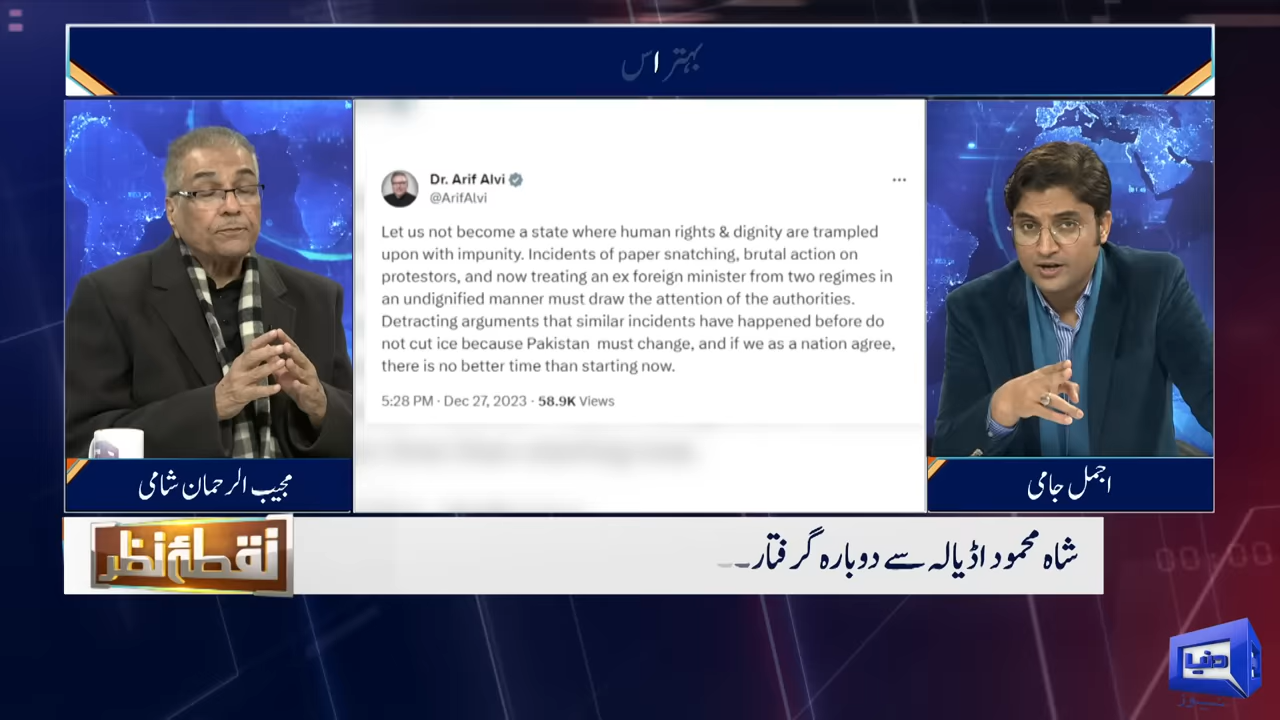 بہتر اس
Dr. Arif Alvi
@ArifAlvi
Let us not become a state where human rights & dignity are trampled
upon with impunity. Incidents of paper snatching, brutal action on
protestors, and now treating an ex foreign minister from two regimes in
an undignified manner must draw the attention of the authorities.
Detracting arguments that similar incidents have happened before do
not cut ice because Pakistan must change, and if we as a nation agree,
there is no better time than starting now.
5:28 PM · Dec 27, 2023 · 58.9K Views
مجیب الرحمان شامی
اجمل جامی
نقطۂ نظر
شاہ محمود اڈیالہ سے دوبارہ گرفتار۔۔
دنیا
نیوز